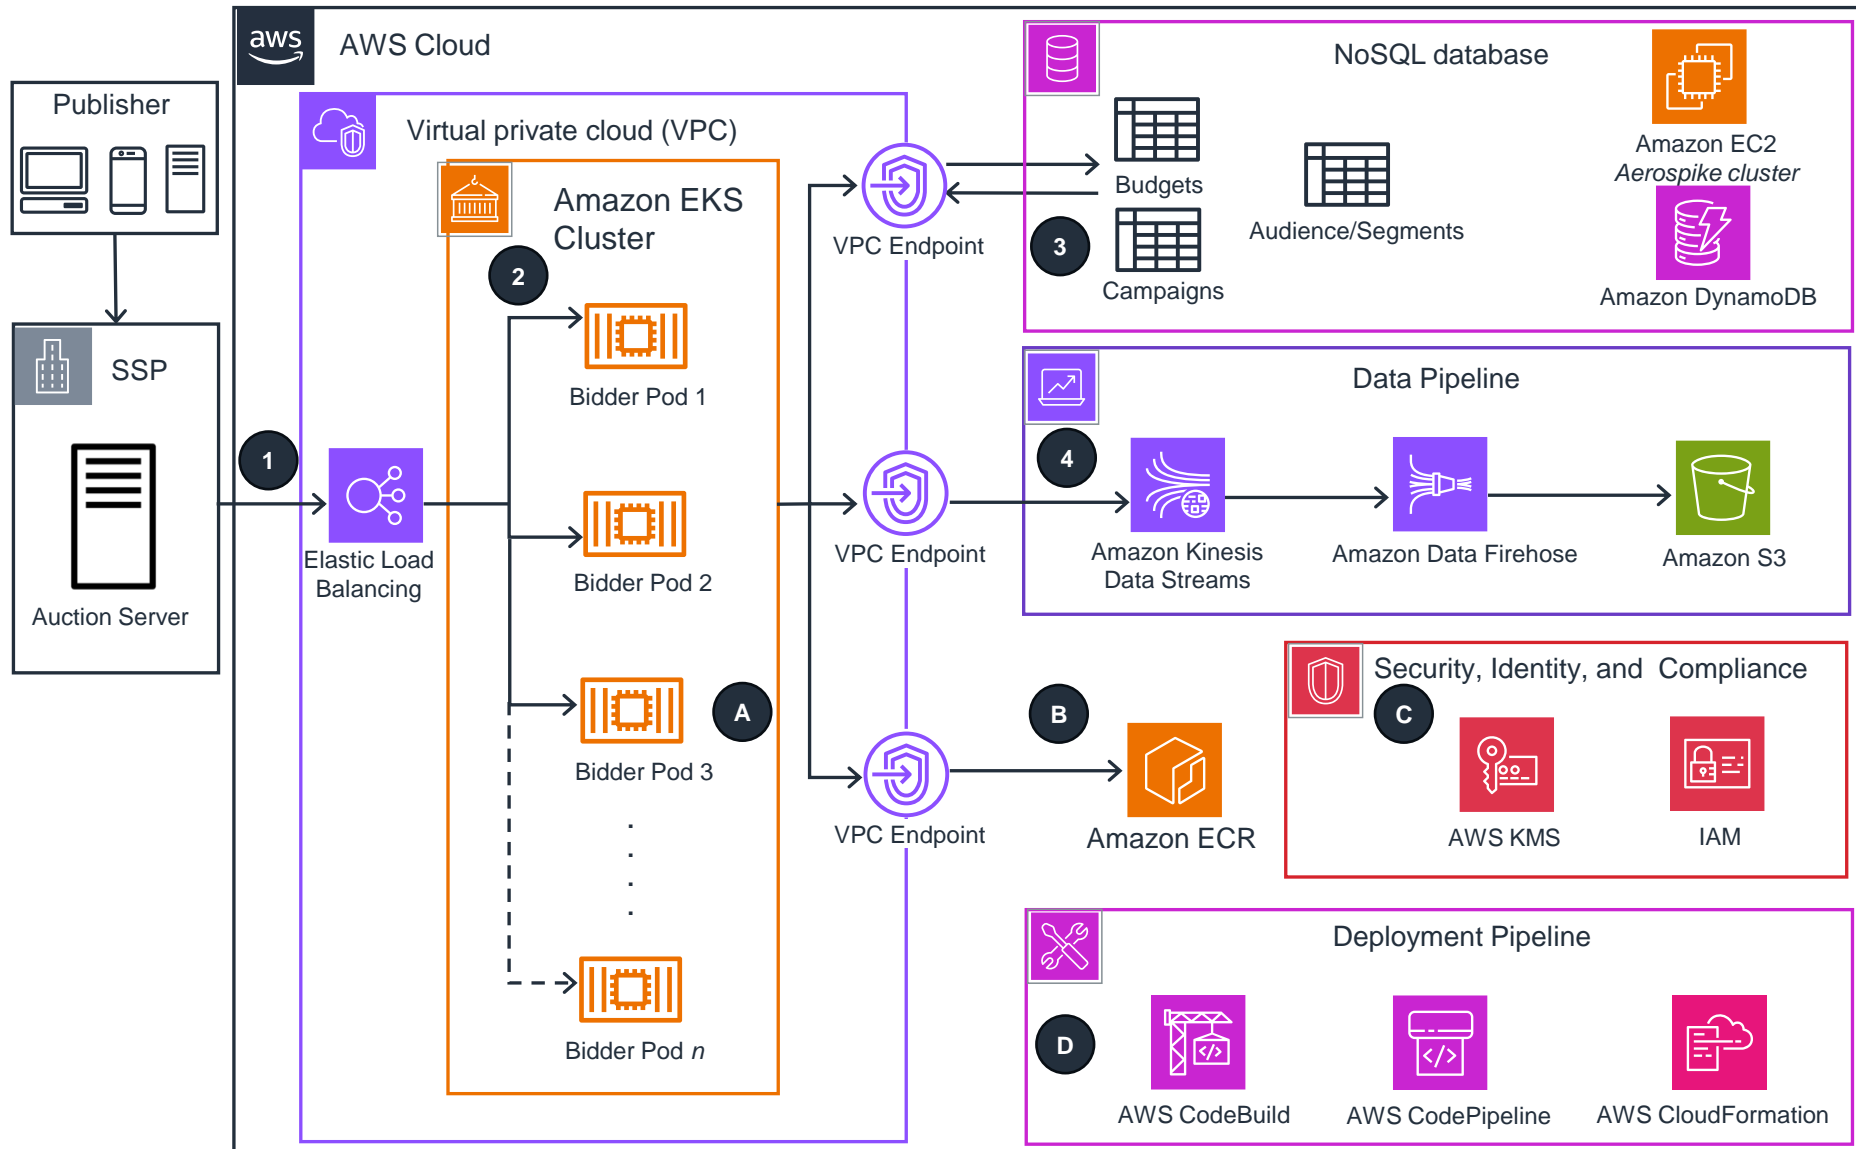 aws
AWS Cloud
Publisher
SSP
Auction Server
1
Virtual private cloud (VPC)
Elastic Load
Balancing
Amazon EKS
Cluster
2
Bidder Pod 1
Bidder Pod 2
Bidder Pod 3
.
.
.
.
Bidder Pod n
A
VPC Endpoint
VPC Endpoint
VPC Endpoint
NoSQL database
Budgets
3
Campaigns
Audience/Segments
Amazon EC2
Aerospike cluster
Amazon DynamoDB
Data Pipeline
4
Amazon Kinesis
Data Streams
Amazon Data Firehose
Amazon S3
B
Amazon ECR
Security, Identity, and Compliance
C
AWS KMS
IAM
Deployment Pipeline
D
AWS CodeBuild
AWS CodePipeline
AWS CloudFormation